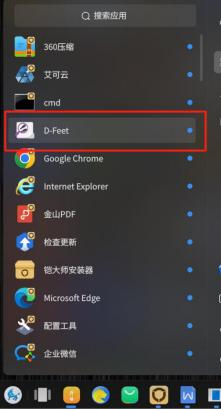 搜索应用
360压缩
艾可云
cmd
D-Feet
Google Chrome
Internet Explorer
金山PDF
检查更新
铠大师安装器
Microsoft Edge
配置工具
企业微信